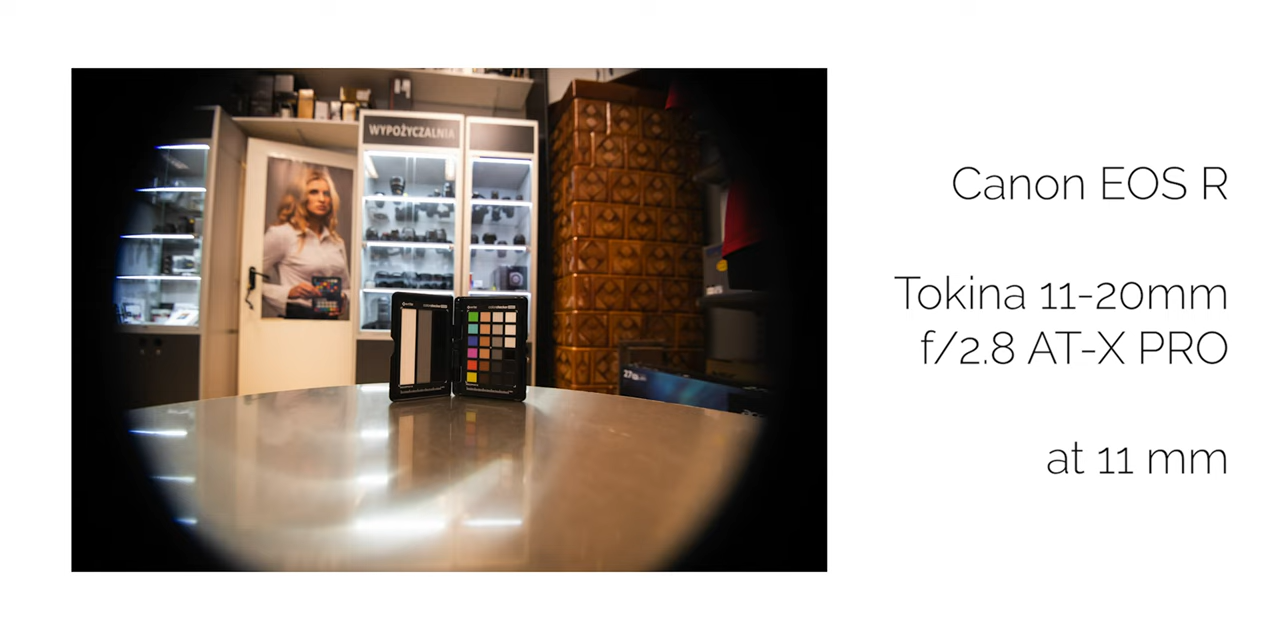 WYPOŻYCZALNIA
Canon EOS R
Tokina 11-20mm
f/2.8 AT-X PRO
at 11 mm